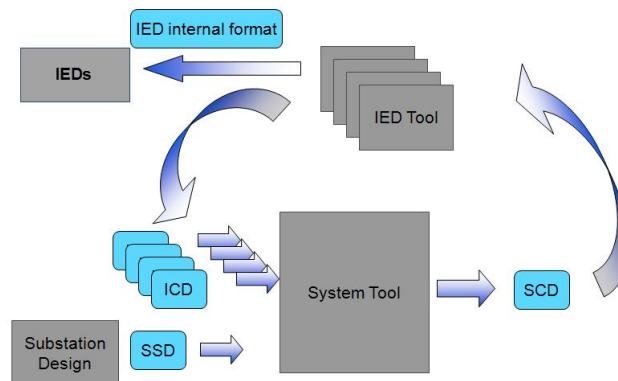 IED internal format
IEDs
IED Tool
ICD
System Tool
SCD
Substation
Design
SSD